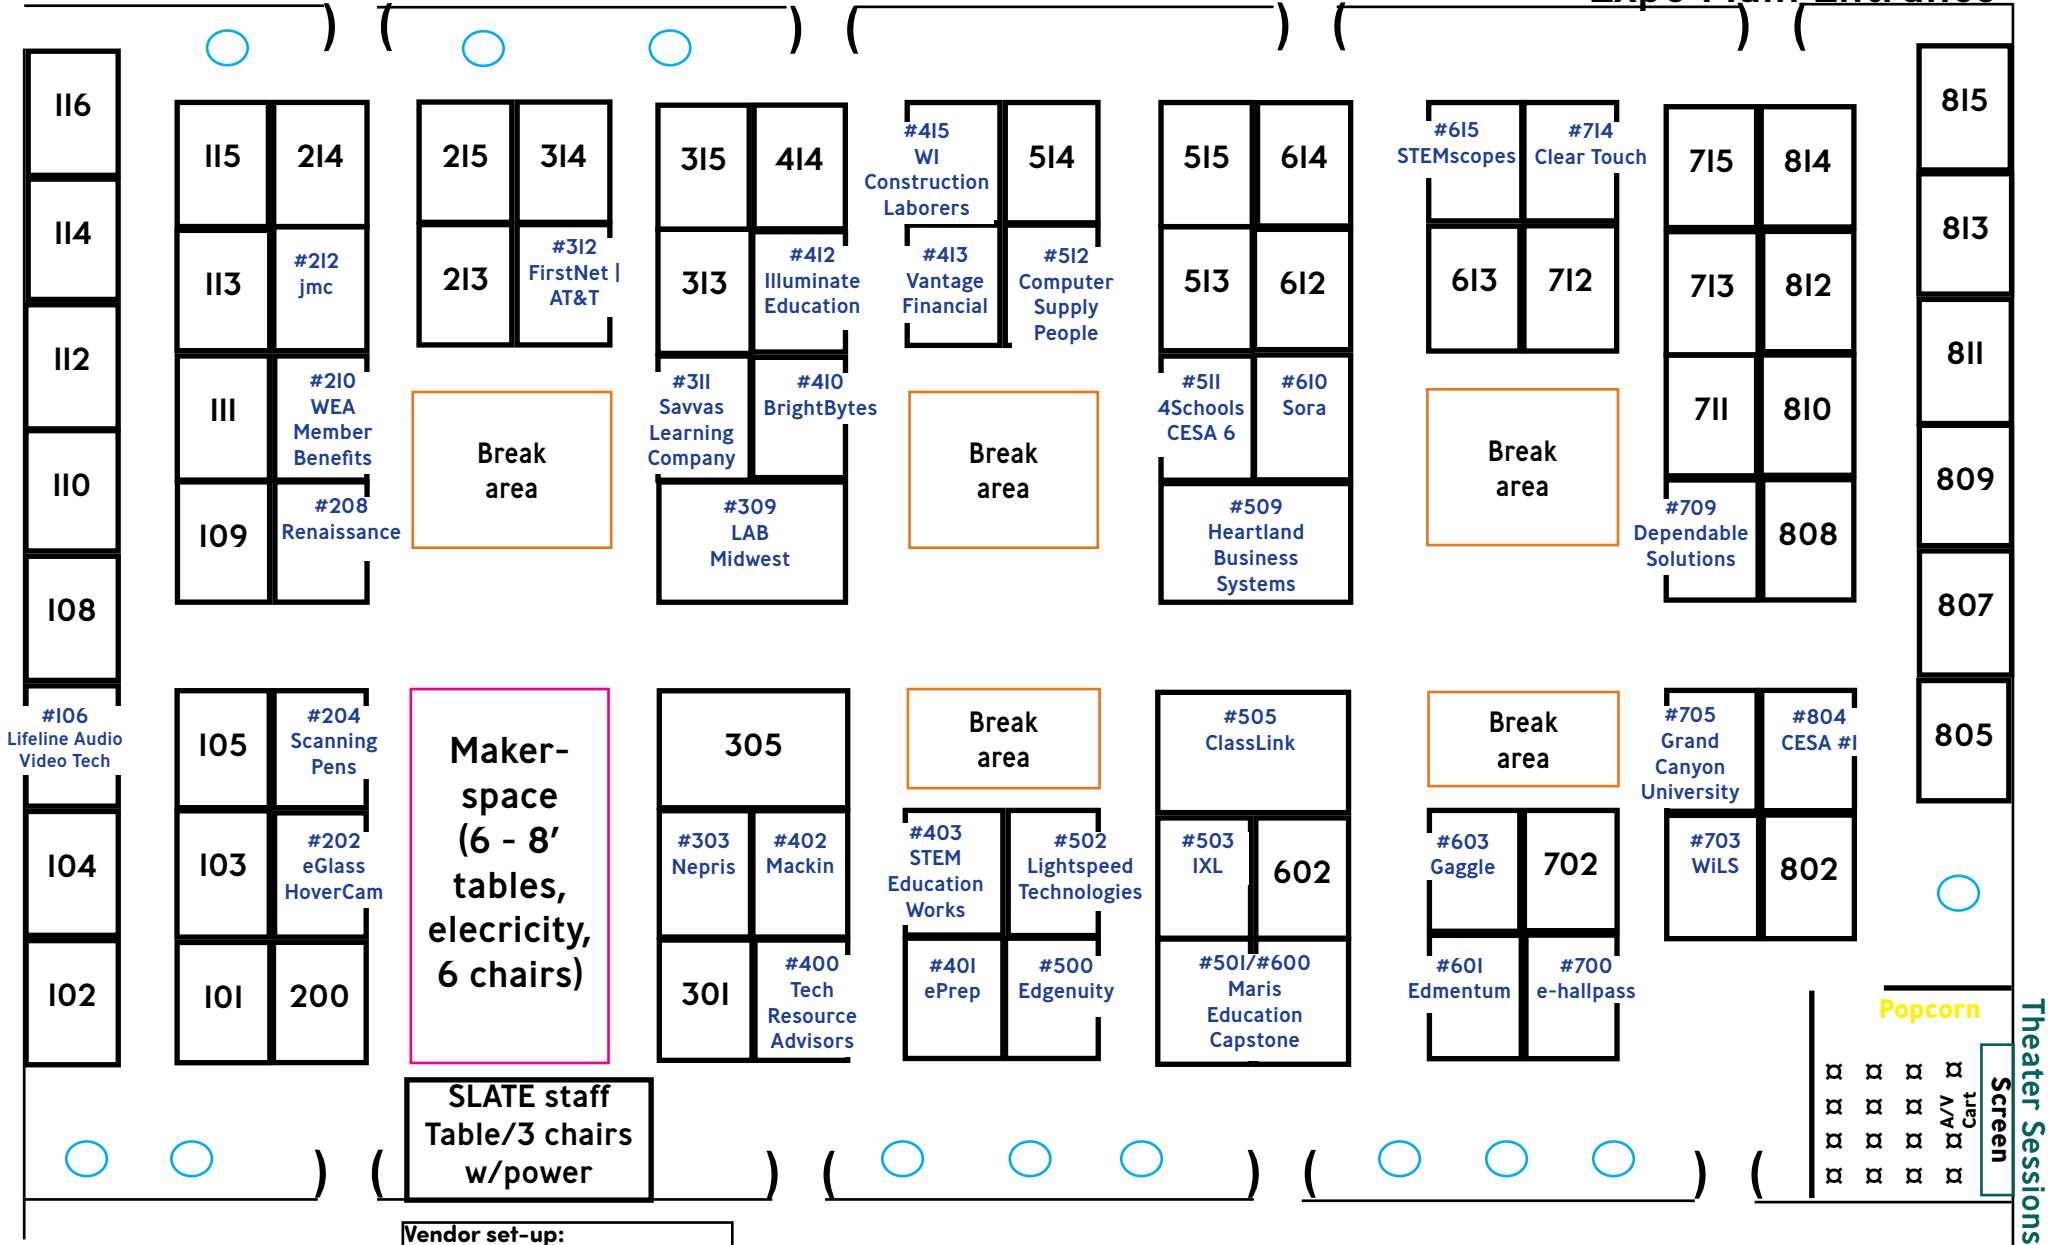 Expo Main Entrance
116
114
112
110
108
#106
Lifeline Audio
Video Tech
104
102
115
214
113
#212
jmc
111
#210
WEA
Member
Benefits
109
#208
Renaissance
105
#204
Scanning
Pens
103
#202
eGlass
HoverCam
101
200
215
314
213
#312
FirstNet |
AT&T
Break
area
Maker-
space
(6 - 8’
tables,
elecricity,
6 chairs)
SLATE staff
Table/3 chairs
w/power
Vendor set-up:
315
414
313
#412
Illuminate
Education
#311
Savvas
Learning
Company
#410
BrightBytes
#309
LAB
Midwest
305
#303
Nepris
#402
Mackin
301
#400
Tech
Resource
Advisors
#415
WI
Construction
Laborers
514
#413
Vantage
Financial
#512
Computer
Supply
People
Break
area
Break
area
#403
STEM
Education
Works
#502
Lightspeed
Technologies
#401
ePrep
#500
Edgenuity
515
614
513
612
#511
4Schools
CESA 6
#610
Sora
#509
Heartland
Business
Systems
#505
ClassLink
#503
IXL
602
#501/#600
Maris
Education
Capstone
#615
STEMscopes
#714
Clear Touch
613
712
Break
area
Break
area
#603
Gaggle
702
#601
Edmentum
#700
e-hallpass
715
814
713
812
711
810
#709
Dependable
Solutions
808
#705
Grand
Canyon
University
#804
CESA #1
#703
WiLS
802
815
813
811
809
807
805
Popcorn
A/V
Cart
Screen
Theater Sessions